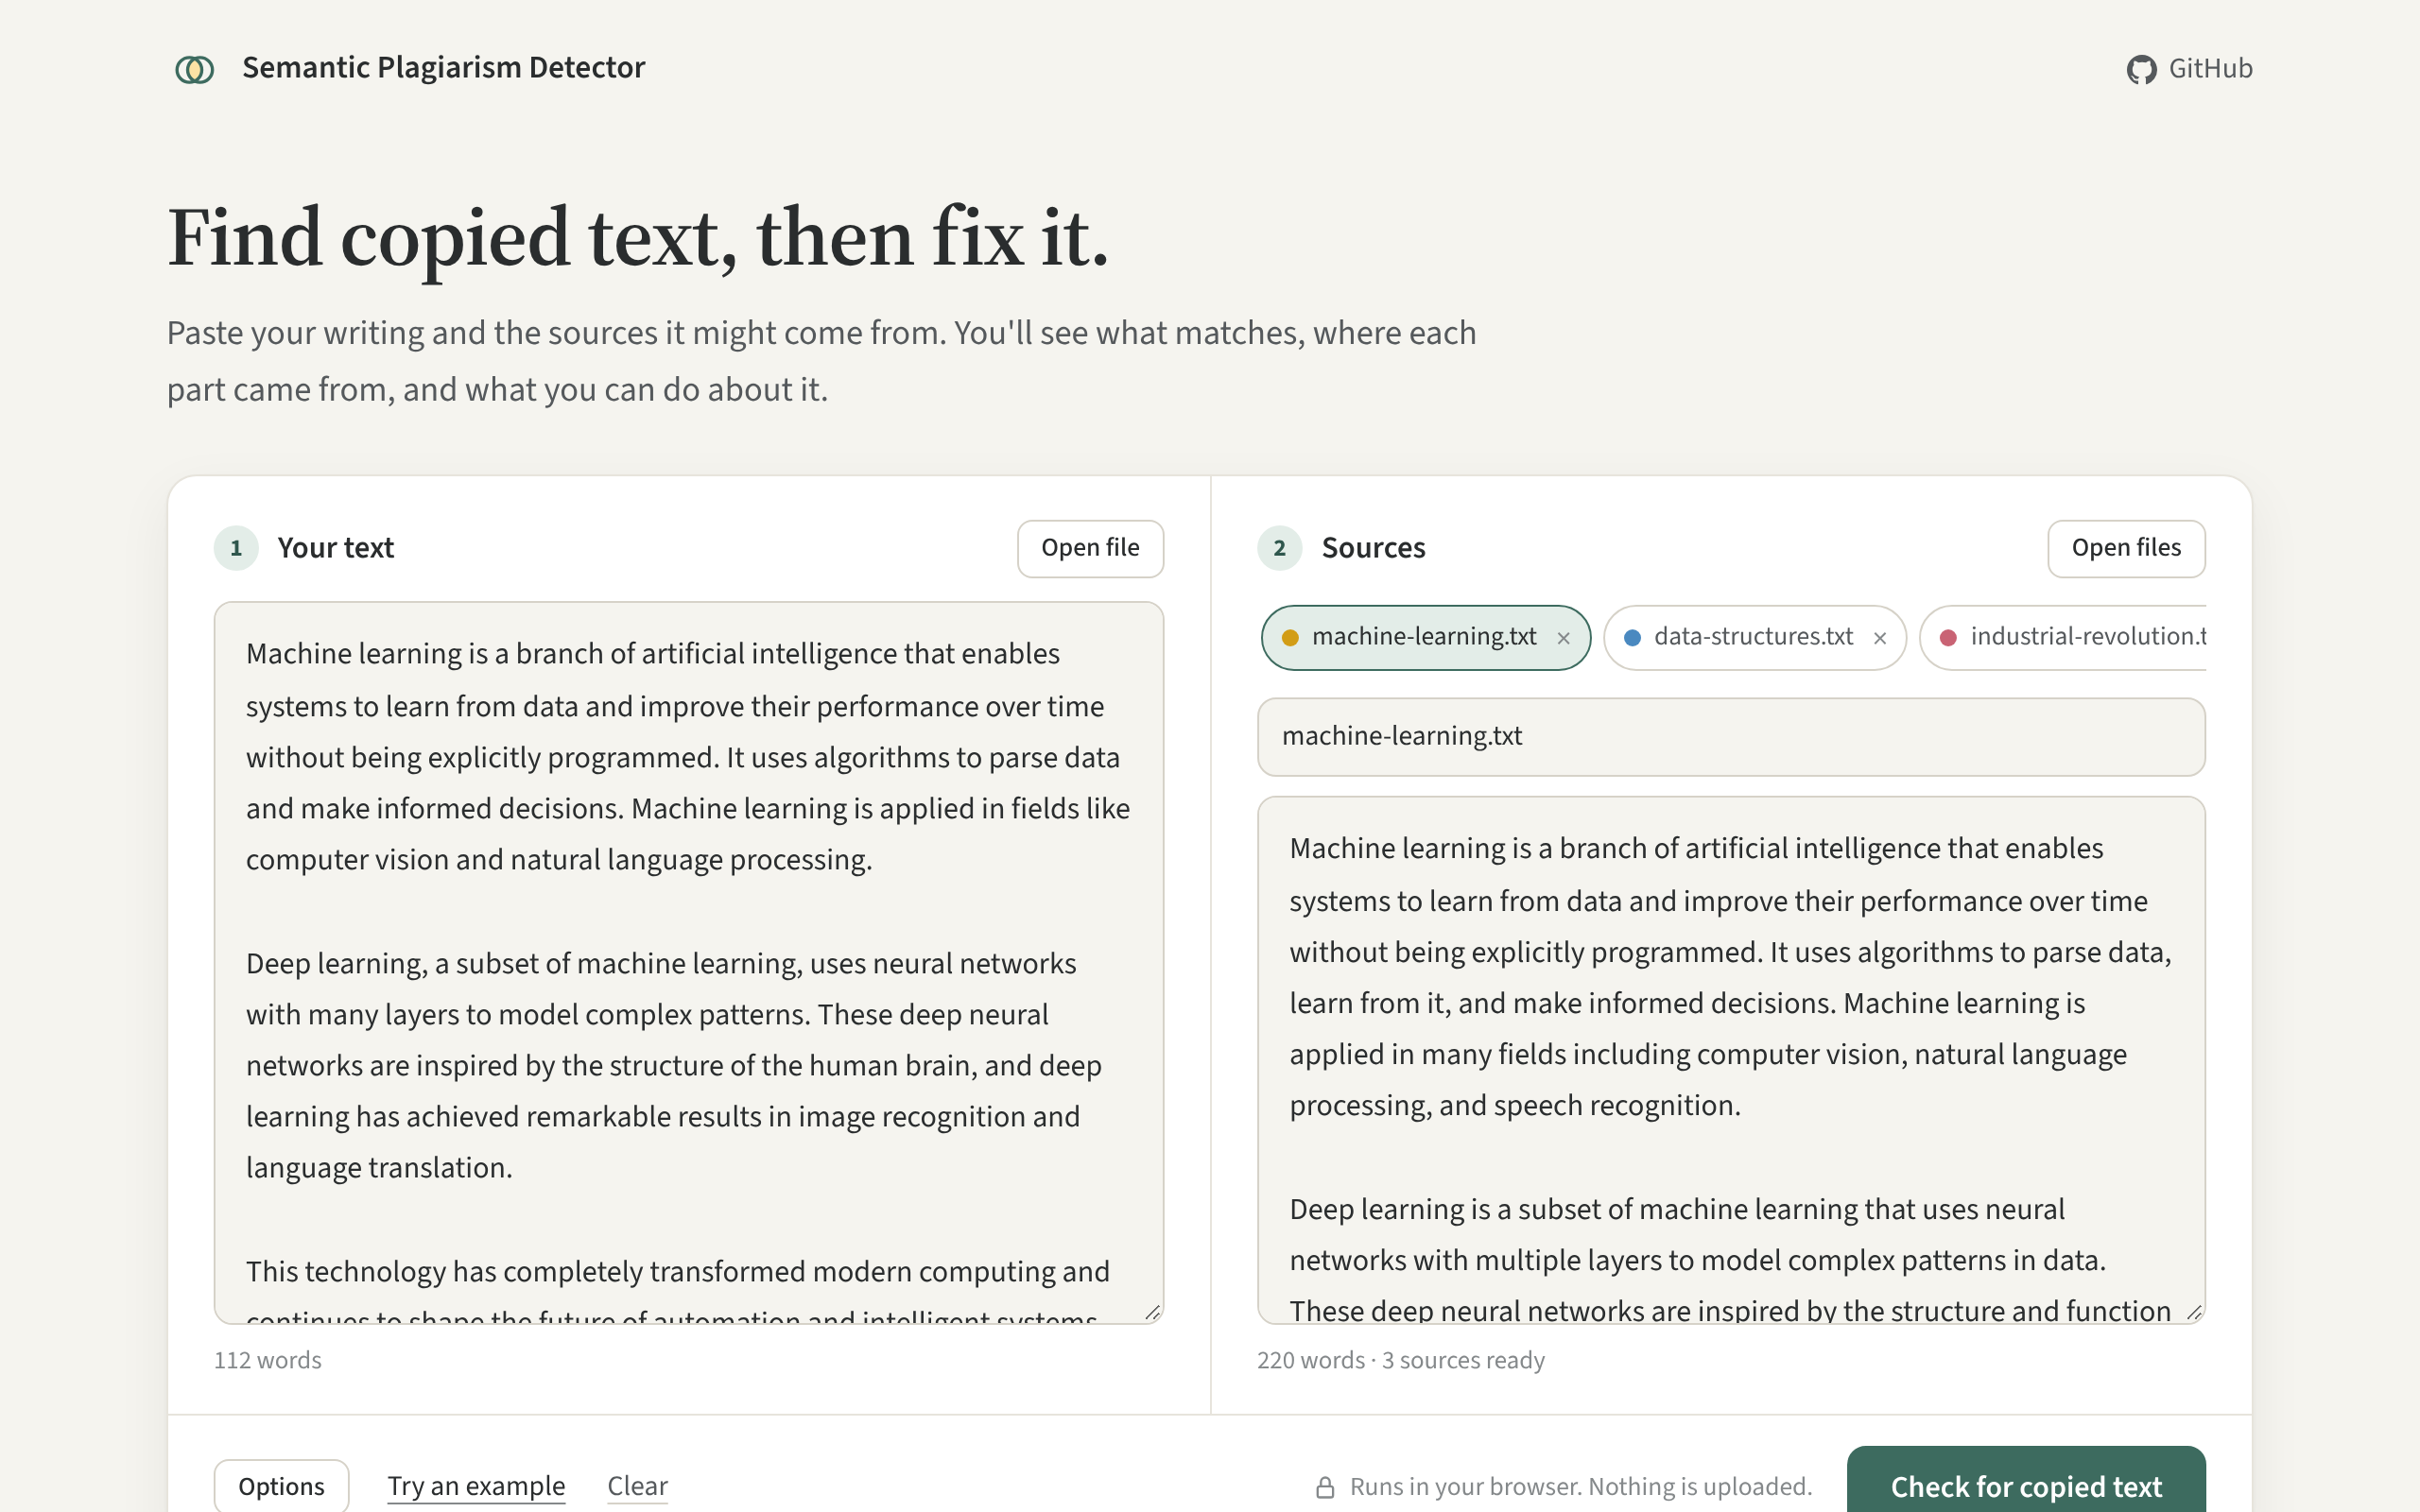 Semantic Plagiarism Detector
GitHub
Find copied text, then fix it.
Paste your writing and the sources it might come from. You'll see what matches, where each
part came from, and what you can do about it.
1 Your text
Open file
Machine learning is a branch of artificial intelligence that enables
systems to learn from data and improve their performance over time
without being explicitly programmed. It uses algorithms to parse data
and make informed decisions. Machine learning is applied in fields like
computer vision and natural language processing.
Deep learning, a subset of machine learning, uses neural networks
with many layers to model complex patterns. These deep neural
networks are inspired by the structure of the human brain, and deep
learning has achieved remarkable results in image recognition and
language translation.
This technology has completely transformed modern computing and
continues to shape the future of automation and intelligent systems.
112 words
2 Sources
Open files
machine-learning.txt × data-structures.txt × industrial-revolution.t
machine-learning.txt
Machine learning is a branch of artificial intelligence that enables
systems to learn from data and improve their performance over time
without being explicitly programmed. It uses algorithms to parse data,
learn from it, and make informed decisions. Machine learning is
applied in many fields including computer vision, natural language
processing, and speech recognition.
Deep learning is a subset of machine learning that uses neural
networks with multiple layers to model complex patterns in data.
These deep neural networks are inspired by the structure and function
220 words · 3 sources ready
Options Try an example Clear
Runs in your browser. Nothing is uploaded.
Check for copied text